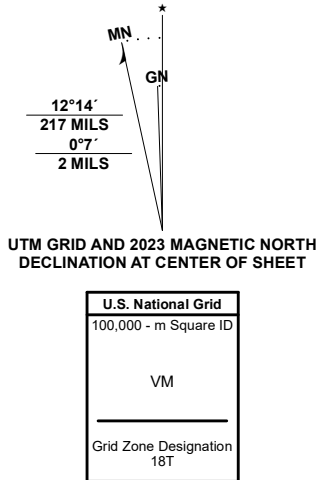 MN
GN
12°14´
217 MILS
0°7´
2 MILS
UTM GRID AND 2023 MAGNETIC NORTH
DECLINATION AT CENTER OF SHEET
U.S. National Grid
100,000 - m Square ID
VM
Grid Zone Designation
18T